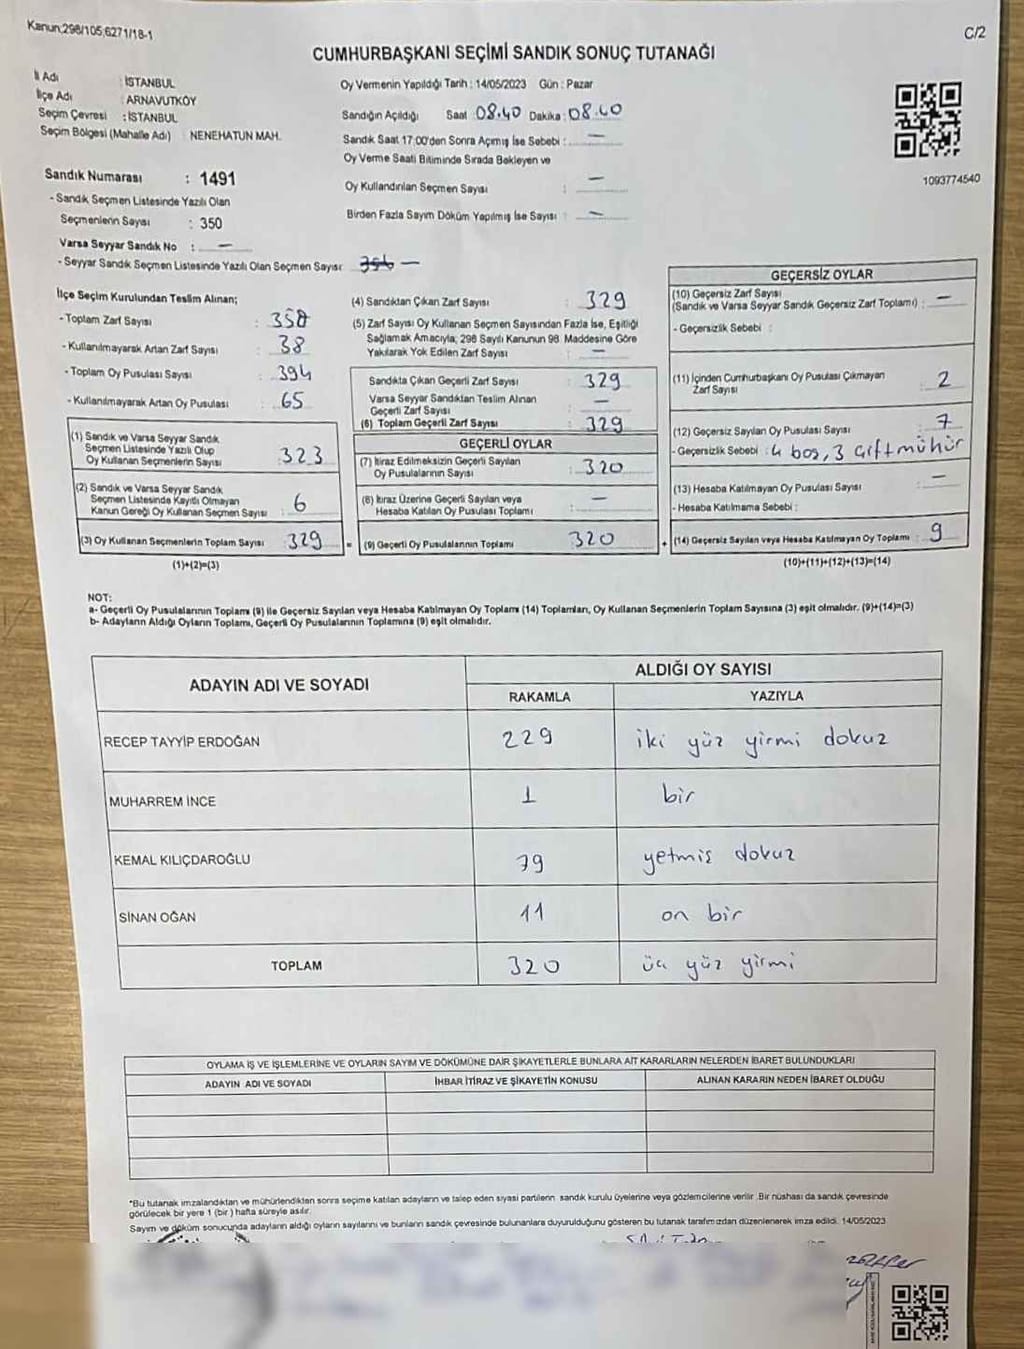 Kanun;298/105;6271/18-1
C/2
CUMHURBAŞKANI SEÇİMİ SANDIK SONUÇ TUTANAĞI
İl Adı : İSTANBUL
İlçe Adı : ARNAVUTKÖY
Seçim Çevresi : İSTANBUL
Seçim Bölgesi (Mahalle Adı) : NENEHATUN MAH.
Sandık Numarası : 1491
- Sandık Seçmen Listesinde Yazılı Olan
Seçmenlerin Sayısı : 350
Varsa Seyyar Sandık No : —
- Seyyar Sandık Seçmen Listesinde Yazılı Olan Seçmen Sayısı: —
Oy Vermenin Yapıldığı Tarih : 14/05/2023 Gün : Pazar
Sandığın Açıldığı Saat : 08.40 Dakika : 08.40
Sandık Saat 17:00'den Sonra Açımış İse Sebebi : —
Oy Verme Saati Bitiminde Sırada Bekleyen ve
Oy Kullandırılan Seçmen Sayısı : —
Birden Fazla Sayım Döküm Yapılmış İse Sayısı : —
1093774540
İlçe Seçim Kurulundan Teslim Alınan;
- Toplam Zarf Sayısı :
- Kullanılmayarak Artan Zarf Sayısı : 38
- Toplam Oy Pusulası Sayısı : 394
- Kullanılmayarak Artan Oy Pusulası : 65
(1) Sandık ve Varsa Seyyar Sandık
Seçmen Listesinde Yazılı Olup
Oy Kullanan Seçmenlerin Sayısı : 323
(2) Sandık ve Varsa Seyyar Sandık
Seçmen Listesinde Kayıtlı Olmayan
Kanun Gereği Oy Kullanan Seçmen Sayısı : 6
(3) Oy Kullanan Seçmenlerin Toplam Sayısı : 329
(1)+(2)=(3)
(4) Sandıktan Çıkan Zarf Sayısı : 329
(5) Zarf Sayısı Oy Kullanan Seçmen Sayısından Fazla İse, Eşitliği
Sağlamak Amacıyla; 298 Sayılı Kanunun 98. Maddesine Göre
Yakılarak Yok Edilen Zarf Sayısı : —
Sandıkta Çıkan Geçerli Zarf Sayısı : 329
Varsa Seyyar Sandıktan Teslim Alınan
Geçerli Zarf Sayısı : —
(6) Toplam Geçerli Zarf Sayısı : 329
GEÇERLİ OYLAR
(7) İtiraz Edilmeksizin Geçerli Sayılan
Oy Pusulalarının Sayısı : 320
(8) İtiraz Üzerine Geçerli Sayılan veya
Hesaba Katılan Oy Pusulası Toplamı : —
= (9) Geçerli Oy Pusulalarının Toplamı 320
GEÇERSİZ OYLAR
(10) Geçersiz Zarf Sayısı
(Sandık ve Varsa Seyyar Sandık Geçersiz Zarf Toplamı) : —
- Geçersizlik Sebebi :
(11) İçinden Cumhurbaşkanı Oy Pusulası Çıkmayan
Zarf Sayısı : 2
(12) Geçersiz Sayılan Oy Pusulası Sayısı : 7
- Geçersizlik Sebebi : 4 boş, 3 çift mühür
(13) Hesaba Katılmayan Oy Pusulası Sayısı : —
- Hesaba Katılmama Sebebi :
+ (14) Geçersiz Sayılan veya Hesaba Katılmayan Oy Toplamı : 9
(10)+(11)+(12)+(13)=(14)
NOT:
a- Geçerli Oy Pusulalarının Toplamı (9) ile Geçersiz Sayılan veya Hesaba Katılmayan Oy Toplamı (14) Toplamları, Oy Kullanan Seçmenlerin Toplam Sayısına (3) eşit olmalıdır. (9)+(14)=(3)
b- Adayların Aldığı Oyların Toplamı, Geçerli Oy Pusulalarının Toplamına (9) eşit olmalıdır.
ADAYIN ADI VE SOYADI
ALDIĞI OY SAYISI
RAKAMLA YAZIYLA
RECEP TAYYİP ERDOĞAN 229 iki yüz yirmi dokuz
MUHARREM İNCE 1 bir
KEMAL KILIÇDAROĞLU 79 yetmiş dokuz
SİNAN OĞAN 11 on bir
TOPLAM 320 üç yüz yirmi
OYLAMA İŞ VE İŞLEMLERİNE VE OYLARIN SAYIM VE DÖKÜMÜNE DAİR ŞİKAYETLERLE BUNLARA AİT KARARLARIN NELERDEN İBARET BULUNDUKLARI
ADAYIN ADI VE SOYADI İHBAR İTİRAZ VE ŞİKAYETİN KONUSU ALINAN KARARIN NEDEN İBARET OLDUĞU
*Bu tutanak imzalandıktan ve mühürlendikten sonra seçime katılan adayların ve talep eden siyasi partilerin sandık kurulu üyelerine veya gözlemcilerine verilir .Bir nüshası da sandık çevresinde
görülecek bir yere 1 (bir ) hafta süreyle asılır.
Sayım ve döküm sonucunda adayların aldığı oyların sayılarını ve bunların sandık çevresinde bulunanlara duyurulduğunu gösteren bu tutanak tarafımızdan düzenlenerek imza edildi. 14/05/2023